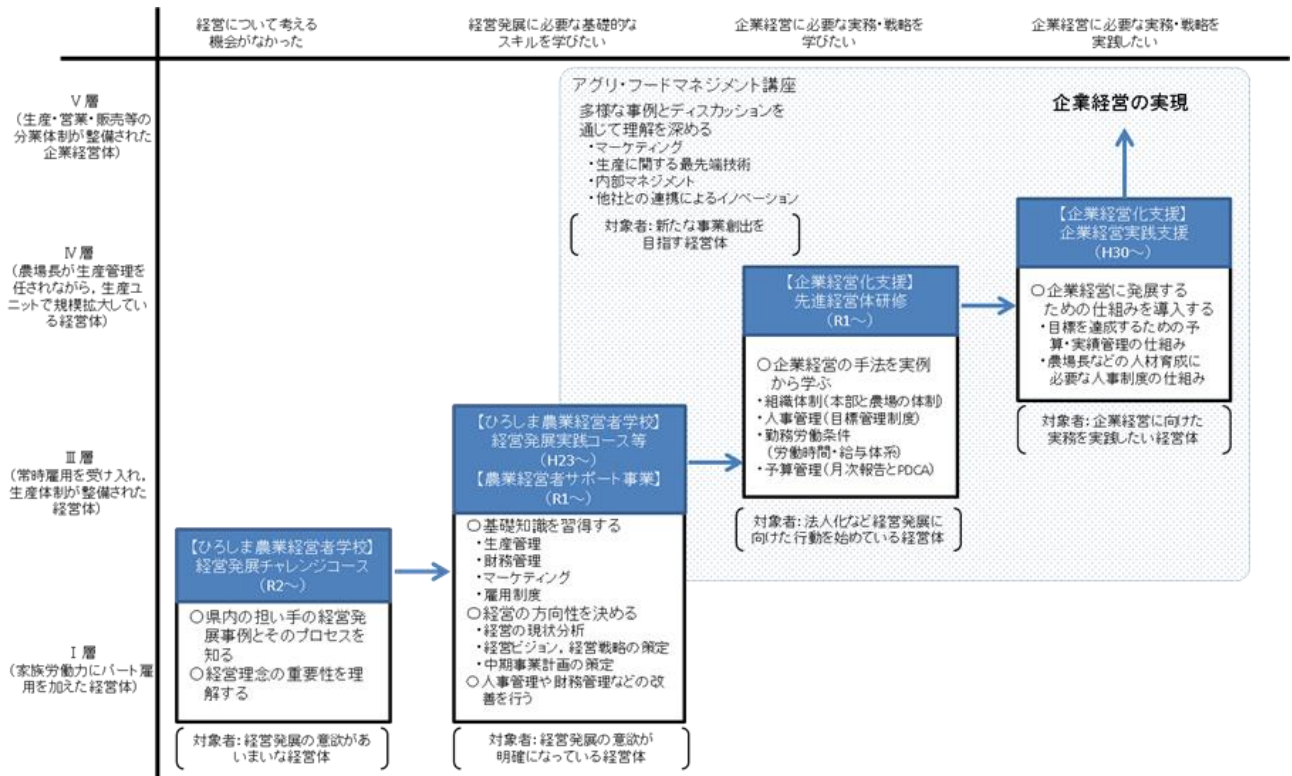 経営について考える
機会がなかった
経営発展に必要な基礎的な
スキルを学びたい
企業経営に必要な実務・戦略を
学びたい
企業経営に必要な実務・戦略を
実践したい
Ⅴ層
(生産・営業・販売等の
分業体制が整備された
企業経営体)
Ⅳ層
(農場長が生産管理を
任されながら，生産ユ
ニットで規模拡大してい
る経営体)
Ⅲ層
(常時雇用を受け入れ，
生産体制が整備された
経営体)
Ⅰ層
(家族労働力にパート雇
用を加えた経営体)
アグリ・フードマネジメント講座
多様な事例とディスカッションを
通じて理解を深める
・マーケティング
・生産に関する最先端技術
・内部マネジメント
・他社との連携によるイノベーション
対象者：新たな事業創出を
目指す経営体
企業経営の実現
【ひろしま農業経営者学校】
経営発展チャレンジコース
(R2～)
○県内の担い手の経営発
展事例とそのプロセスを
知る
○経営理念の重要性を理
解する
対象者：経営発展の意欲があ
いまいな経営体
【ひろしま農業経営者学校】
経営発展実践コース等
(H23～)
【農業経営者サポート事業】
(R1～)
○基礎知識を習得する
・生産管理
・財務管理
・マーケティング
・雇用制度
○経営の方向性を決める
・経営の現状分析
・経営ビジョン，経営戦略の策定
・中期事業計画の策定
○人事管理や財務管理などの改
善を行う
対象者：経営発展の意欲が
明確になっている経営体
【企業経営化支援】
先進経営体研修
(R1～)
○企業経営の手法を実例
から学ぶ
・組織体制(本部と農場の体制)
・人事管理(目標管理制度)
・勤務労働条件
(労働時間・給与体系)
・予算管理(月次報告とPDCA)
対象者：法人化など経営発展に
向けた行動を始めている経営体
【企業経営化支援】
企業経営実践支援
(H30～)
○企業経営に発展する
ための仕組みを導入する
・目標を達成するための予
算・実績管理の仕組み
・農場長などの人材育成に
必要な人事制度の仕組み
対象者：企業経営に向けた
実務を実践したい経営体